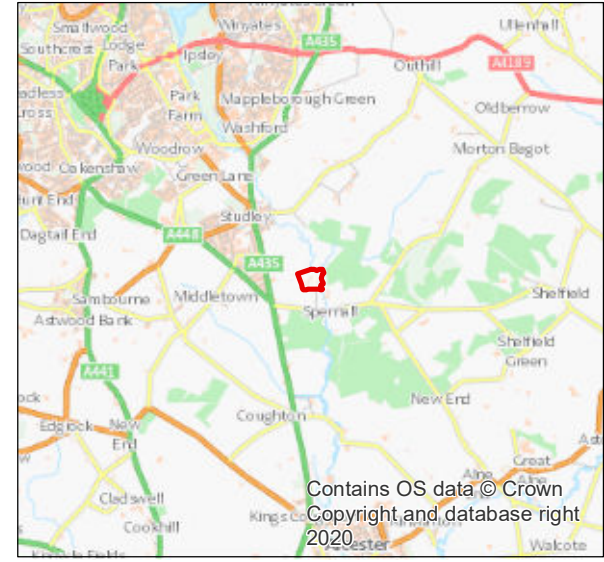 Smallwood
Winyates
A435
Ullenhall
Southcrest
Lodge
Park
Ipsley
Outhill
A4189
Park
Farm
Mappleborough Green
Oldberrow
Washford
Woodrow
Morton Bagot
Oakenshaw
Green Lane
Studley
Dagtail End
A448
A435
Sambourne
Middletown
Shelfield
Astwood Bank
Spernall
Shelfield
Green
A441
New End
Coughton
Edgiock
New
End
Great
Alne
Alne
Contains OS data © Crown
Cladswell
Copyright and database right
Cookhill
2020
Walcote